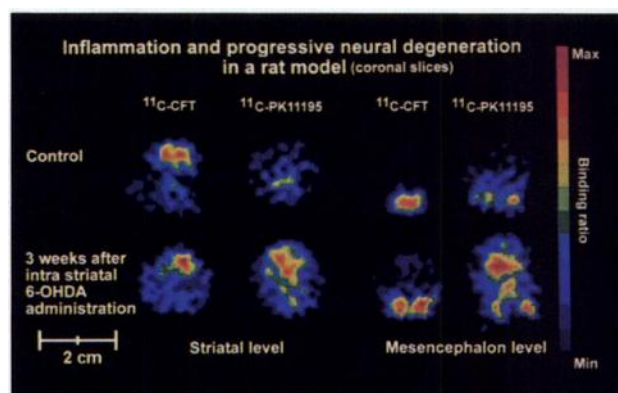 Inflammation and progressive neural degeneration
in a rat model (coronal slices)
Max
11C-CFT
11C-PK11195
11C-CFT
11C-PK11195
Control
Binding ratio
3 weeks after
intra striatal
6-OHDA
administration
2 cm
Striatal level
Mesencephalon level
Min